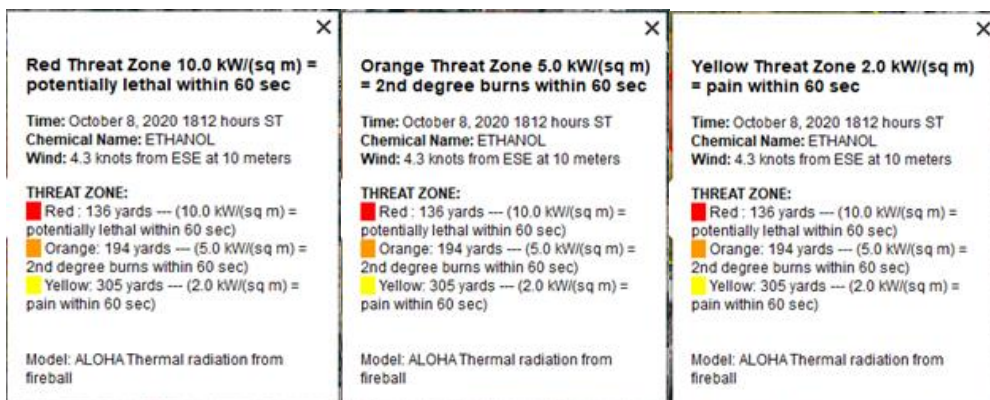 ×
Red Threat Zone 10.0 kW/(sq m) =
potentially lethal within 60 sec
Time: October 8, 2020 1812 hours ST
Chemical Name: ETHANOL
Wind: 4.3 knots from ESE at 10 meters
THREAT ZONE:
Red : 136 yards --- (10.0 kW/(sq m) =
potentially lethal within 60 sec)
Orange: 194 yards --- (5.0 kW/(sq m) =
2nd degree burns within 60 sec)
Yellow: 305 yards --- (2.0 kW/(sq m) =
pain within 60 sec)
Model: ALOHA Thermal radiation from
fireball
×
Orange Threat Zone 5.0 kW/(sq m)
= 2nd degree burns within 60 sec
Time: October 8, 2020 1812 hours ST
Chemical Name: ETHANOL
Wind: 4.3 knots from ESE at 10 meters
THREAT ZONE:
Red : 136 yards --- (10.0 kW/(sq m) =
potentially lethal within 60 sec)
Orange: 194 yards --- (5.0 kW/(sq m) =
2nd degree burns within 60 sec)
Yellow: 305 yards --- (2.0 kW/(sq m) =
pain within 60 sec)
Model: ALOHA Thermal radiation from
fireball
×
Yellow Threat Zone 2.0 kW/(sq m)
= pain within 60 sec
Time: October 8, 2020 1812 hours ST
Chemical Name: ETHANOL
Wind: 4.3 knots from ESE at 10 meters
THREAT ZONE:
Red : 136 yards --- (10.0 kW/(sq m) =
potentially lethal within 60 sec)
Orange: 194 yards --- (5.0 kW/(sq m) =
2nd degree burns within 60 sec)
Yellow: 305 yards --- (2.0 kW/(sq m) =
pain within 60 sec)
Model: ALOHA Thermal radiation from
fireball